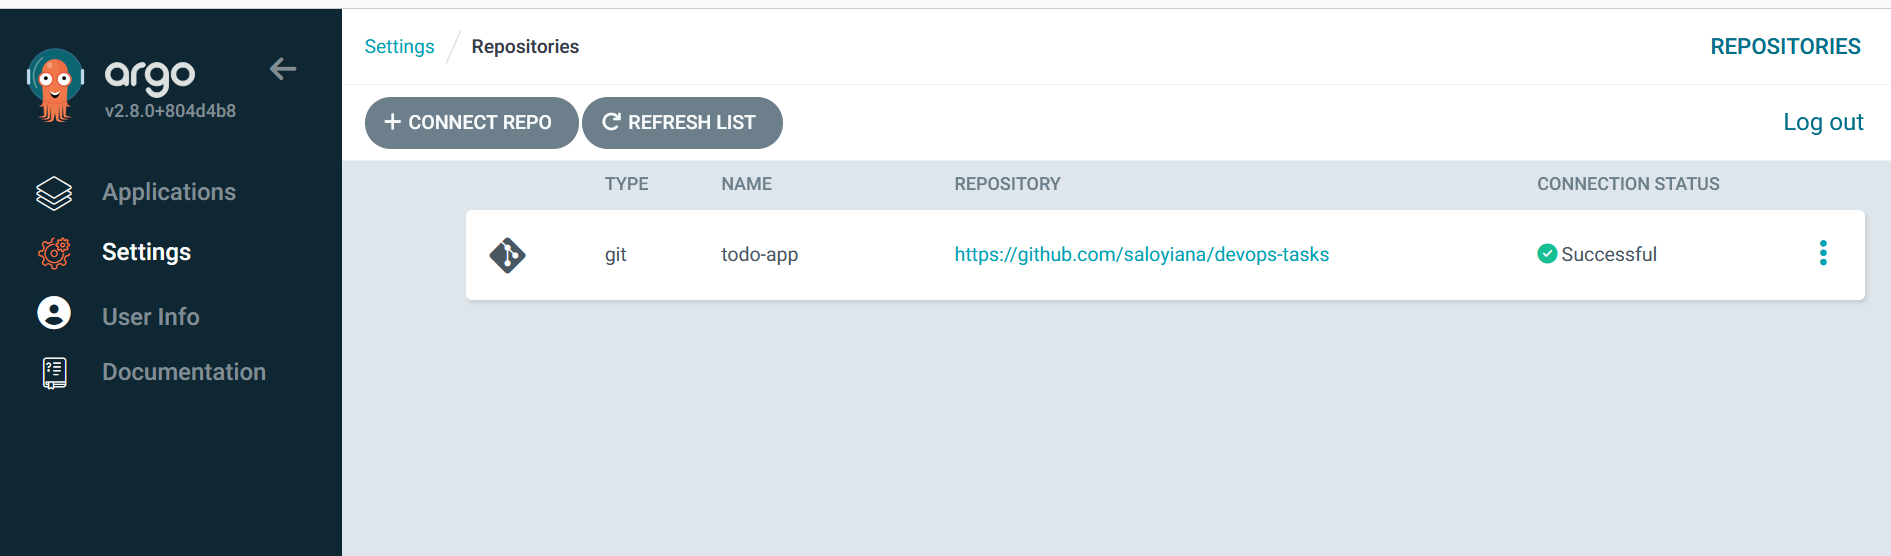 argo
v2.8.0+804d4b8
Applications
Settings
User Info
Documentation
Settings / Repositories
REPOSITORIES
+ CONNECT REPO
REFRESH LIST
Log out
TYPE NAME REPOSITORY CONNECTION STATUS
git todo-app https://github.com/saloyiana/devops-tasks Successful